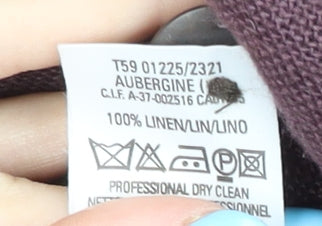 T59 01225/2321
AUBERGINE (
C.I.F. A-37-002516
100% LINEN/LIN/LINO
PROFESSIONAL DRY CLEAN